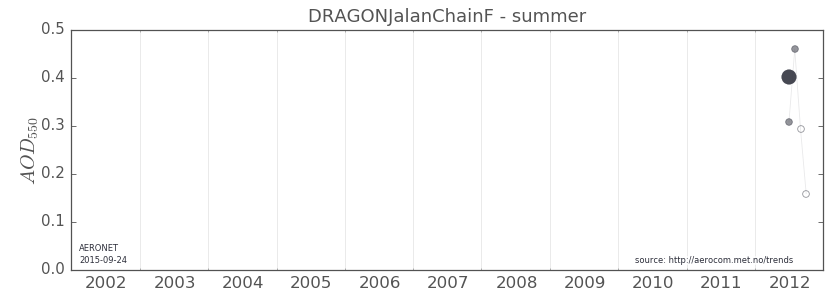 DRAGONJalanChainF - summer
0.5
0.4
0.3
0.2
0.1
0.0
AOD550
AERONET
2015-09-24
source: http://aerocom.met.no/trends
2002 2003 2004 2005 2006 2007 2008 2009 2010 2011 2012